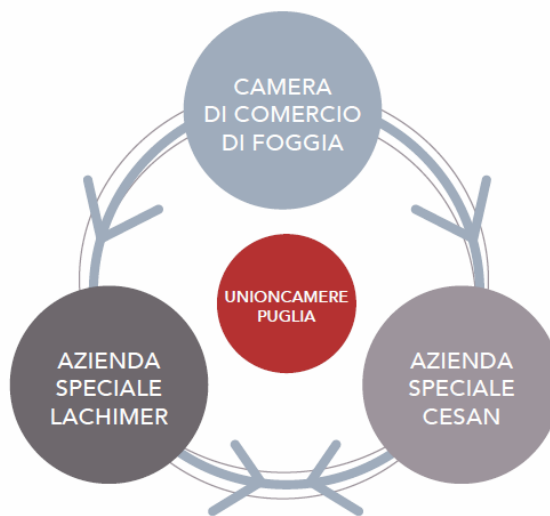 CAMERA
DI COMERCIO
DI FOGGIA
UNIONCAMERE
PUGLIA
AZIENDA
SPECIALE
LACHIMER
AZIENDA
SPECIALE
CESAN